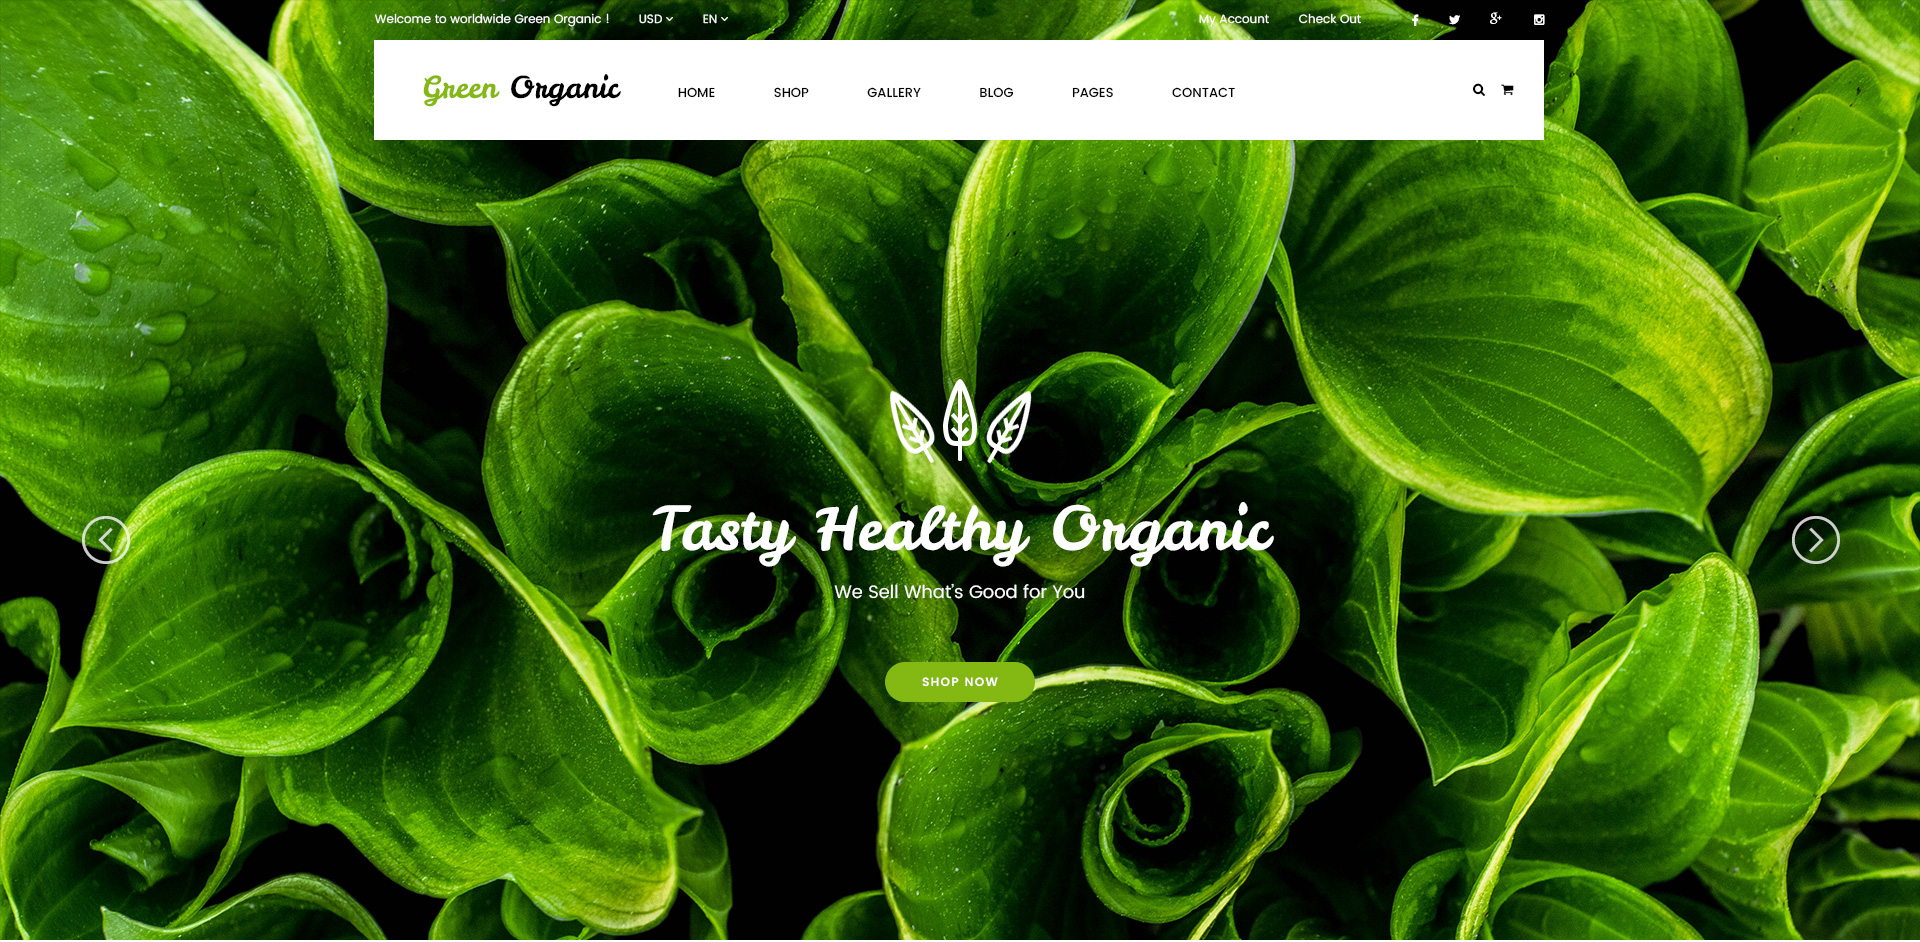 Welcome to worldwide Green Organic ! USD EN My Account Check Out
Green Organic HOME SHOP GALLERY BLOG PAGES CONTACT
Tasty Healthy Organic
We Sell What's Good for You
SHOP NOW